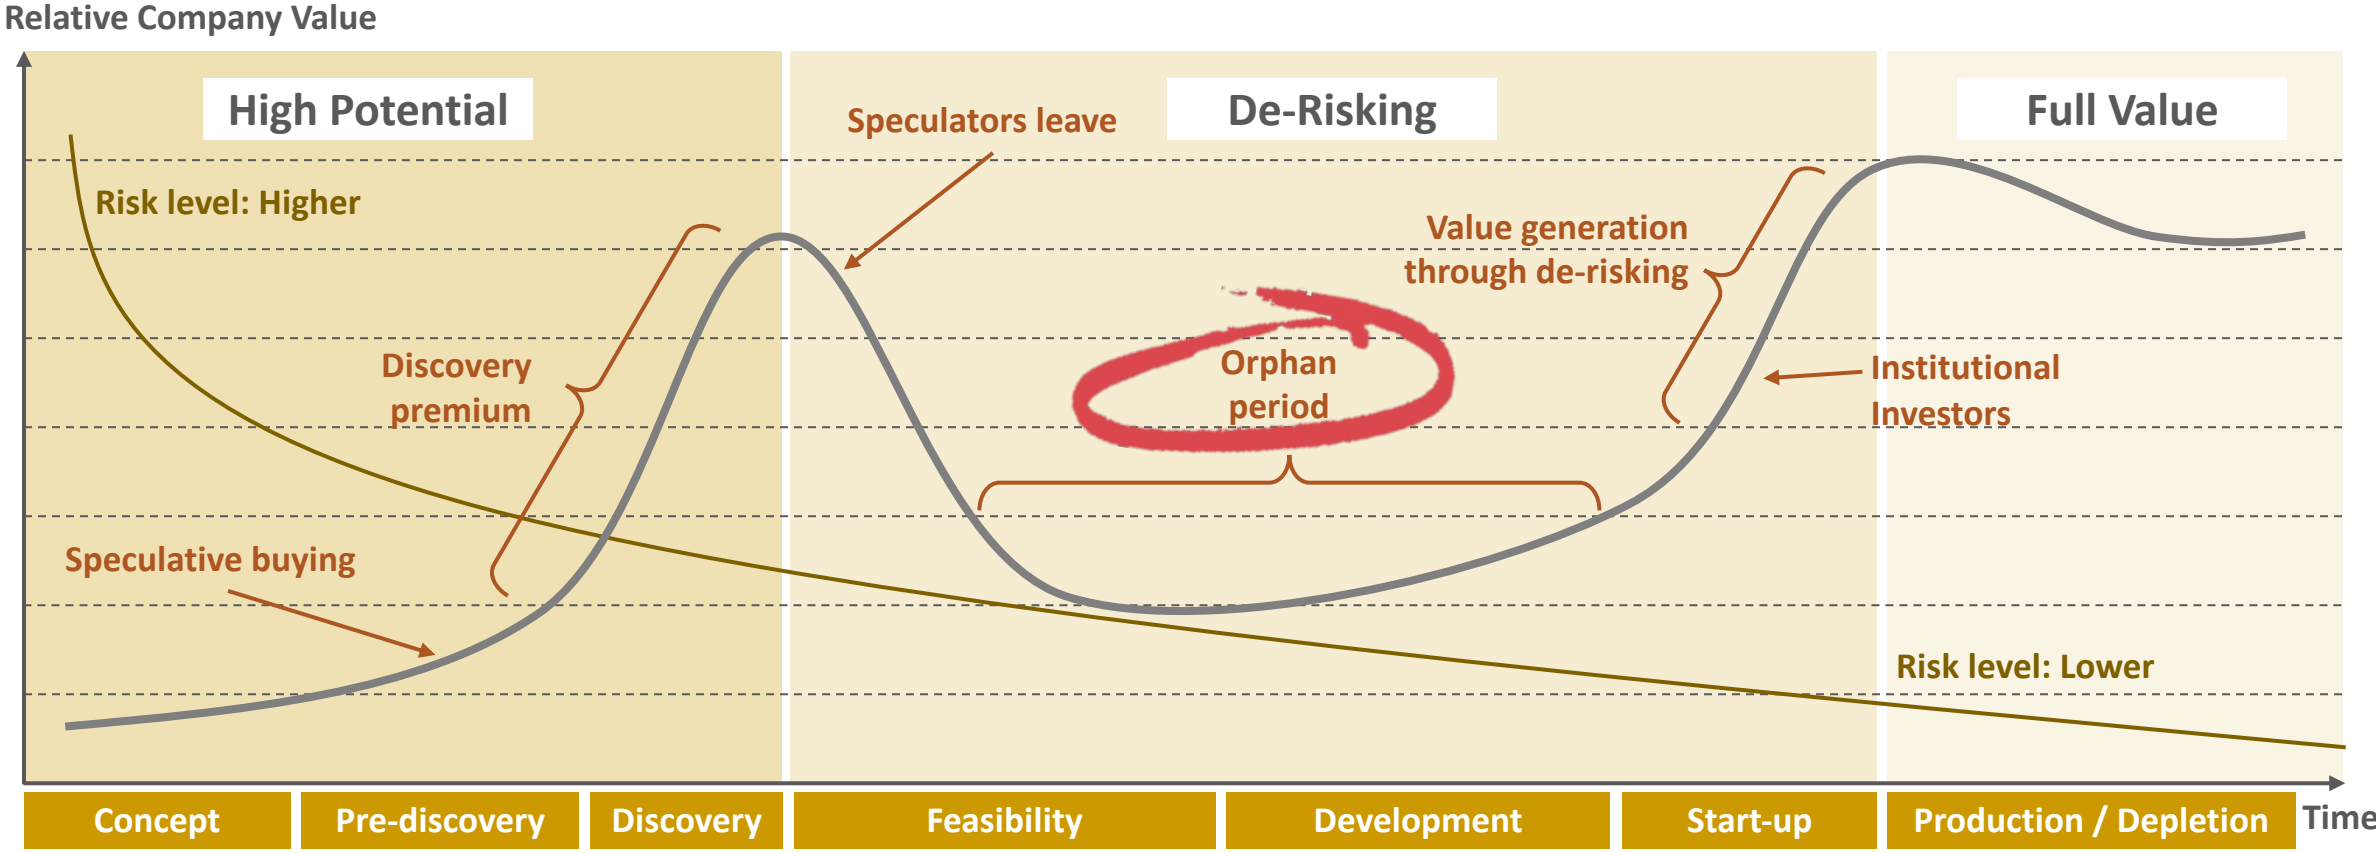 Relative Company Value
High Potential
De-Risking
Full Value
Speculators leave
Risk level: Higher
Value generation
through de-risking
Discovery
premium
Orphan
period
Institutional
Investors
Speculative buying
Risk level: Lower
Concept
Pre-discovery
Discovery
Feasibility
Development
Start-up
Production / Depletion
Time